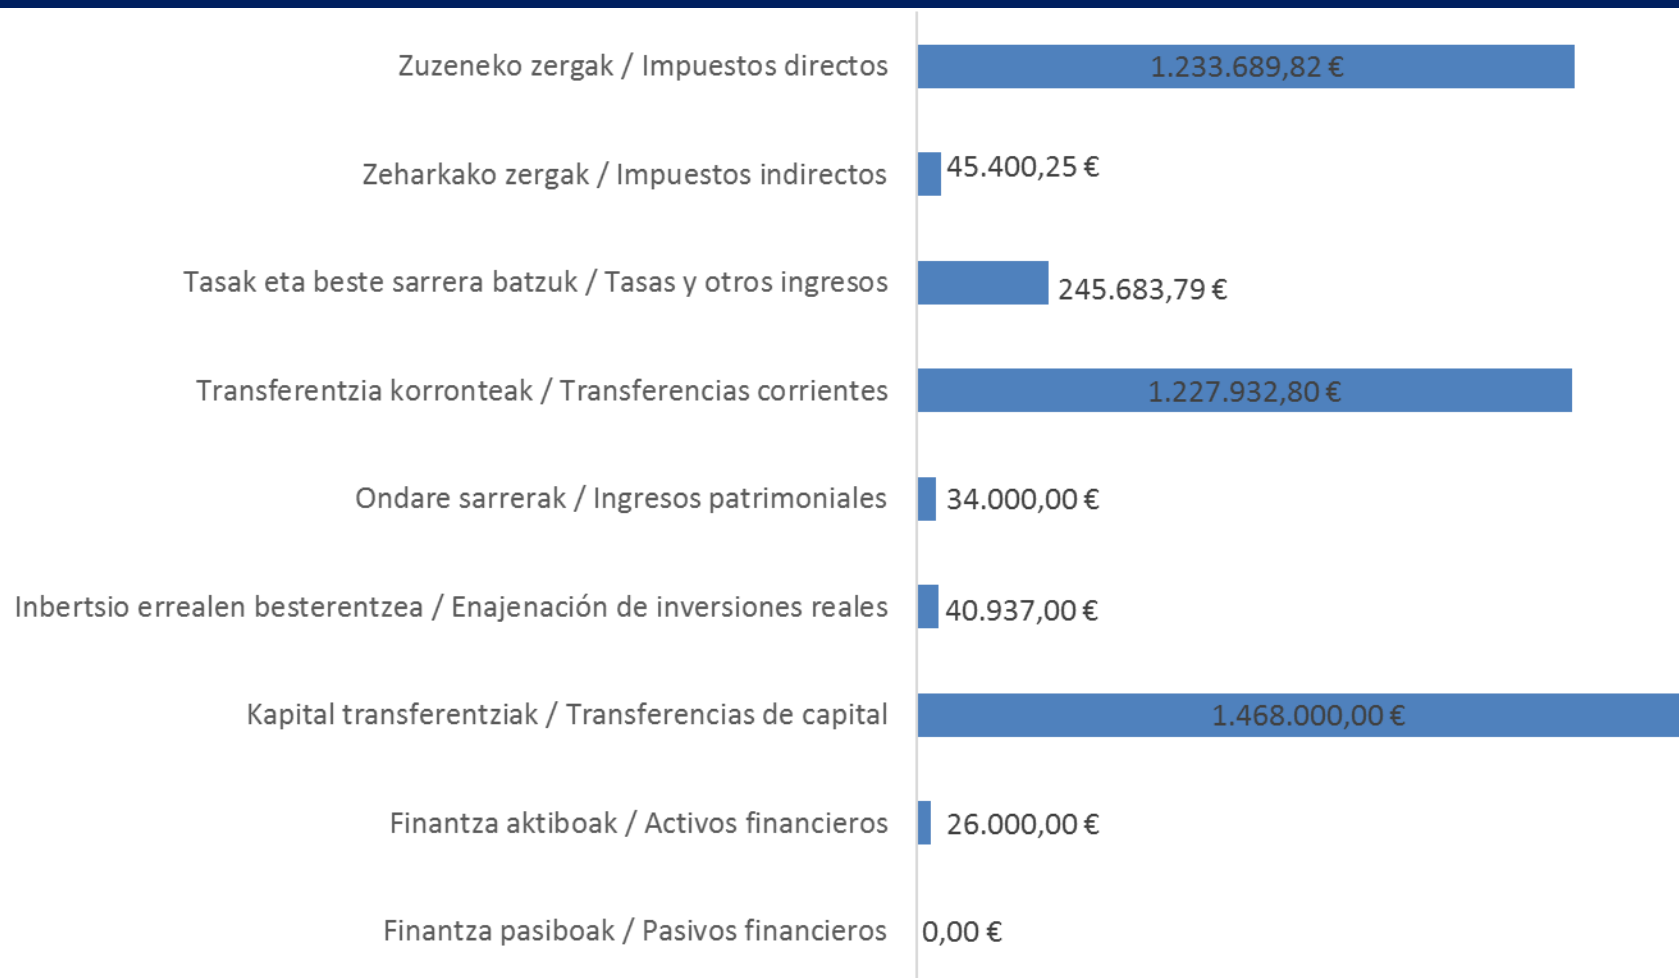 Zuzeneko zergak / Impuestos directos 1.233.689,82 €
Zeharkako zergak / Impuestos indirectos 45.400,25 €
Tasak eta beste sarrera batzuk / Tasas y otros ingresos 245.683,79 €
Transferentzia korronteak / Transferencias corrientes 1.227.932,80 €
Ondare sarrerak / Ingresos patrimoniales 34.000,00 €
Inbertsio errealen besterentzea / Enajenación de inversiones reales 40.937,00 €
Kapital transferentziak / Transferencias de capital 1.468.000,00 €
Finantza aktiboak / Activos financieros 26.000,00 €
Finantza pasiboak / Pasivos financieros 0,00 €